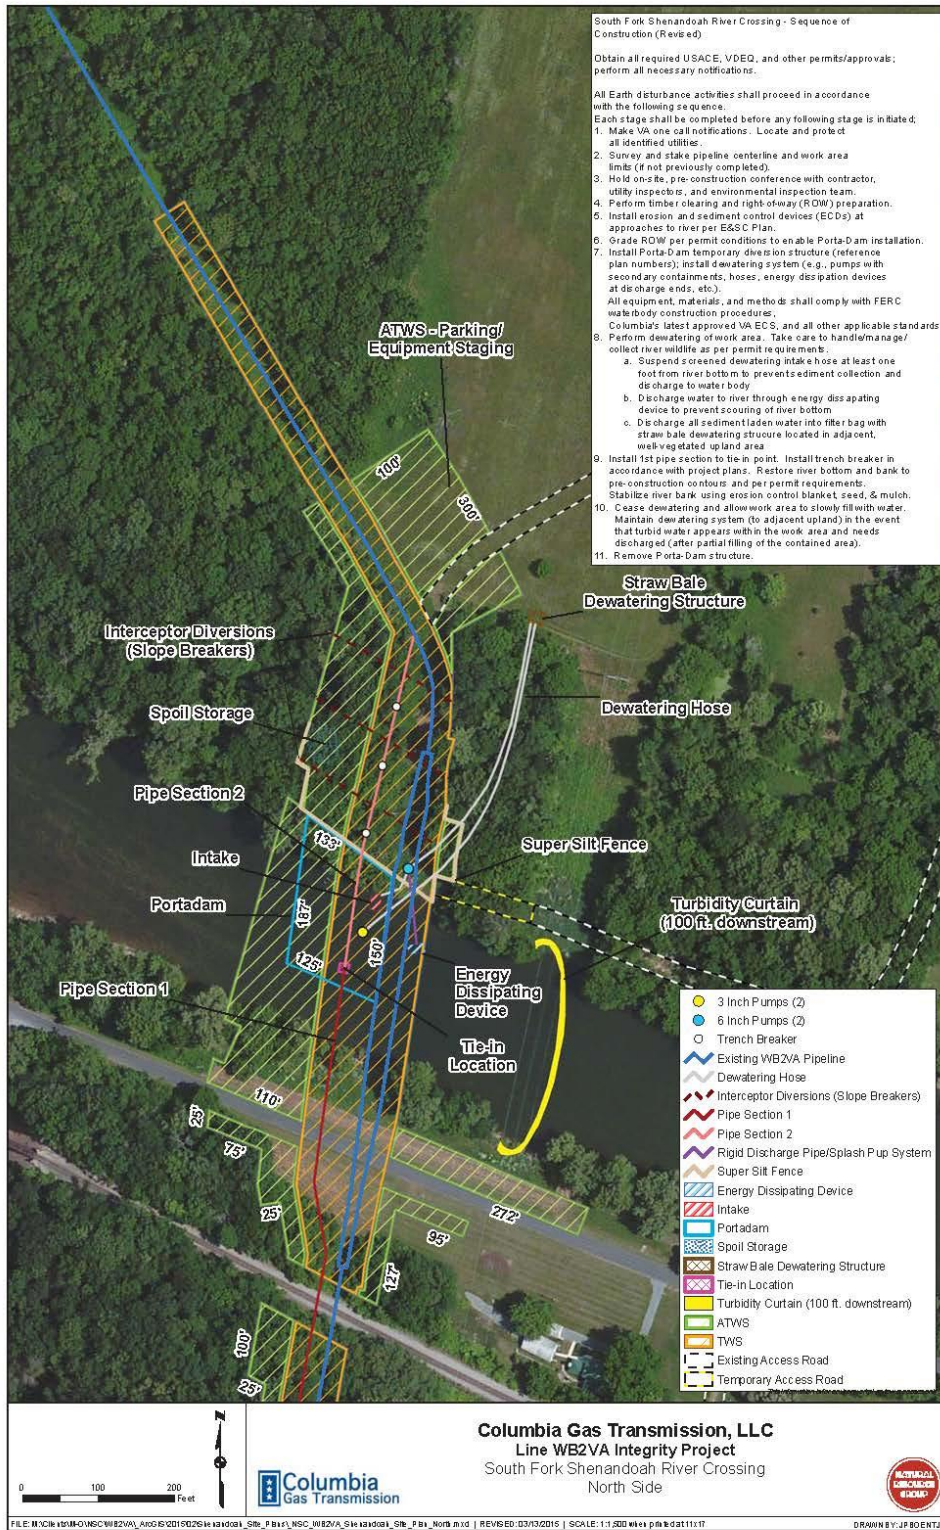 South Fork Shenandoah River Crossing - Sequence of
Construction (Revised)
Obtain all required USACE, VDEQ, and other permits/approvals;
perform all necessary notifications.
All Earth disturbance activities shall proceed in accordance
with the following sequence.
Each stage shall be completed before any following stage is initiated;
1. Make VA one call notifications. Locate and protect
all identified utilities.
2. Survey and stake pipeline centerline and work area
limits (if not previously completed).
3. Hold on-site, pre-construction conference with contractor,
utility inspectors, and environmental inspection team.
4. Perform timber clearing and right-of-way (ROW) preparation.
5. Install erosion and sediment control devices (ECDs) at
approaches to river per E&SC Plan.
6. Grade ROW per permit conditions to enable Porta-Dam installation.
7. Install Porta-Dam temporary diversion structure (reference
plan numbers); install dewatering system (e.g., pumps with
secondary containments, hoses, energy dissipation devices
at discharge ends, etc.).
All equipment, materials, and methods shall comply with FERC
waterbody construction procedures,
Columbia's latest approved VA ECS, and all other applicable standards
8. Perform dewatering of work area. Take care to handle/manage/
collect river wildlife as per permit requirements.
a. Suspend screened dewatering intake hose at least one
foot from river bottom to prevent sediment collection and
discharge to water body
b. Discharge water to river through energy dissapating
device to prevent scouring of river bottom
c. Discharge all sediment laden water into filter bag with
straw bale dewatering strucure located in adjacent,
well-vegetated upland area
9. Install 1st pipe section to tie-in point. Install trench breaker in
accordance with project plans. Restore river bottom and bank to
pre-construction contours and per permit requirements.
Stabilize river bank using erosion control blanket, seed, & mulch.
10. Cease dewatering and allow work area to slowly fill with water.
Maintain dewatering system (to adjacent upland) in the event
that turbid water appears within the work area and needs
discharged (after partial filling of the contained area).
11. Remove Porta-Dam structure.
ATWS - Parking/
Equipment Staging
100'
300'
Straw Bale
Dewatering Structure
Interceptor Diversions
(Slope Breakers)
Spoil Storage
Dewatering Hose
Pipe Section 2
133'
Super Silt Fence
Intake
Portadam
187'
Turbidity Curtain
(100 ft. downstream)
150'
125'
Energy
Dissipating
Device
Pipe Section 1
Tie-in
Location
110'
25'
75'
25'
272'
95'
127'
100'
25'
3 Inch Pumps (2)
6 Inch Pumps (2)
Trench Breaker
Existing WB2VA Pipeline
Dewatering Hose
Interceptor Diversions (Slope Breakers)
Pipe Section 1
Pipe Section 2
Rigid Discharge Pipe/Splash Pup System
Super Silt Fence
Energy Dissipating Device
Intake
Portadam
Spoil Storage
Straw Bale Dewatering Structure
Tie-in Location
Turbidity Curtain (100 ft. downstream)
ATWS
TWS
Existing Access Road
Temporary Access Road
N
0 100 200
Feet
Columbia
Gas Transmission
Columbia Gas Transmission, LLC
Line WB2VA Integrity Project
South Fork Shenandoah River Crossing
North Side
NATURAL
RESOURCE
GROUP
REVISED: 03/13/2015 | SCALE: 1:1,500 when printed at 11x17
DRAWN BY: JPBOENTJ